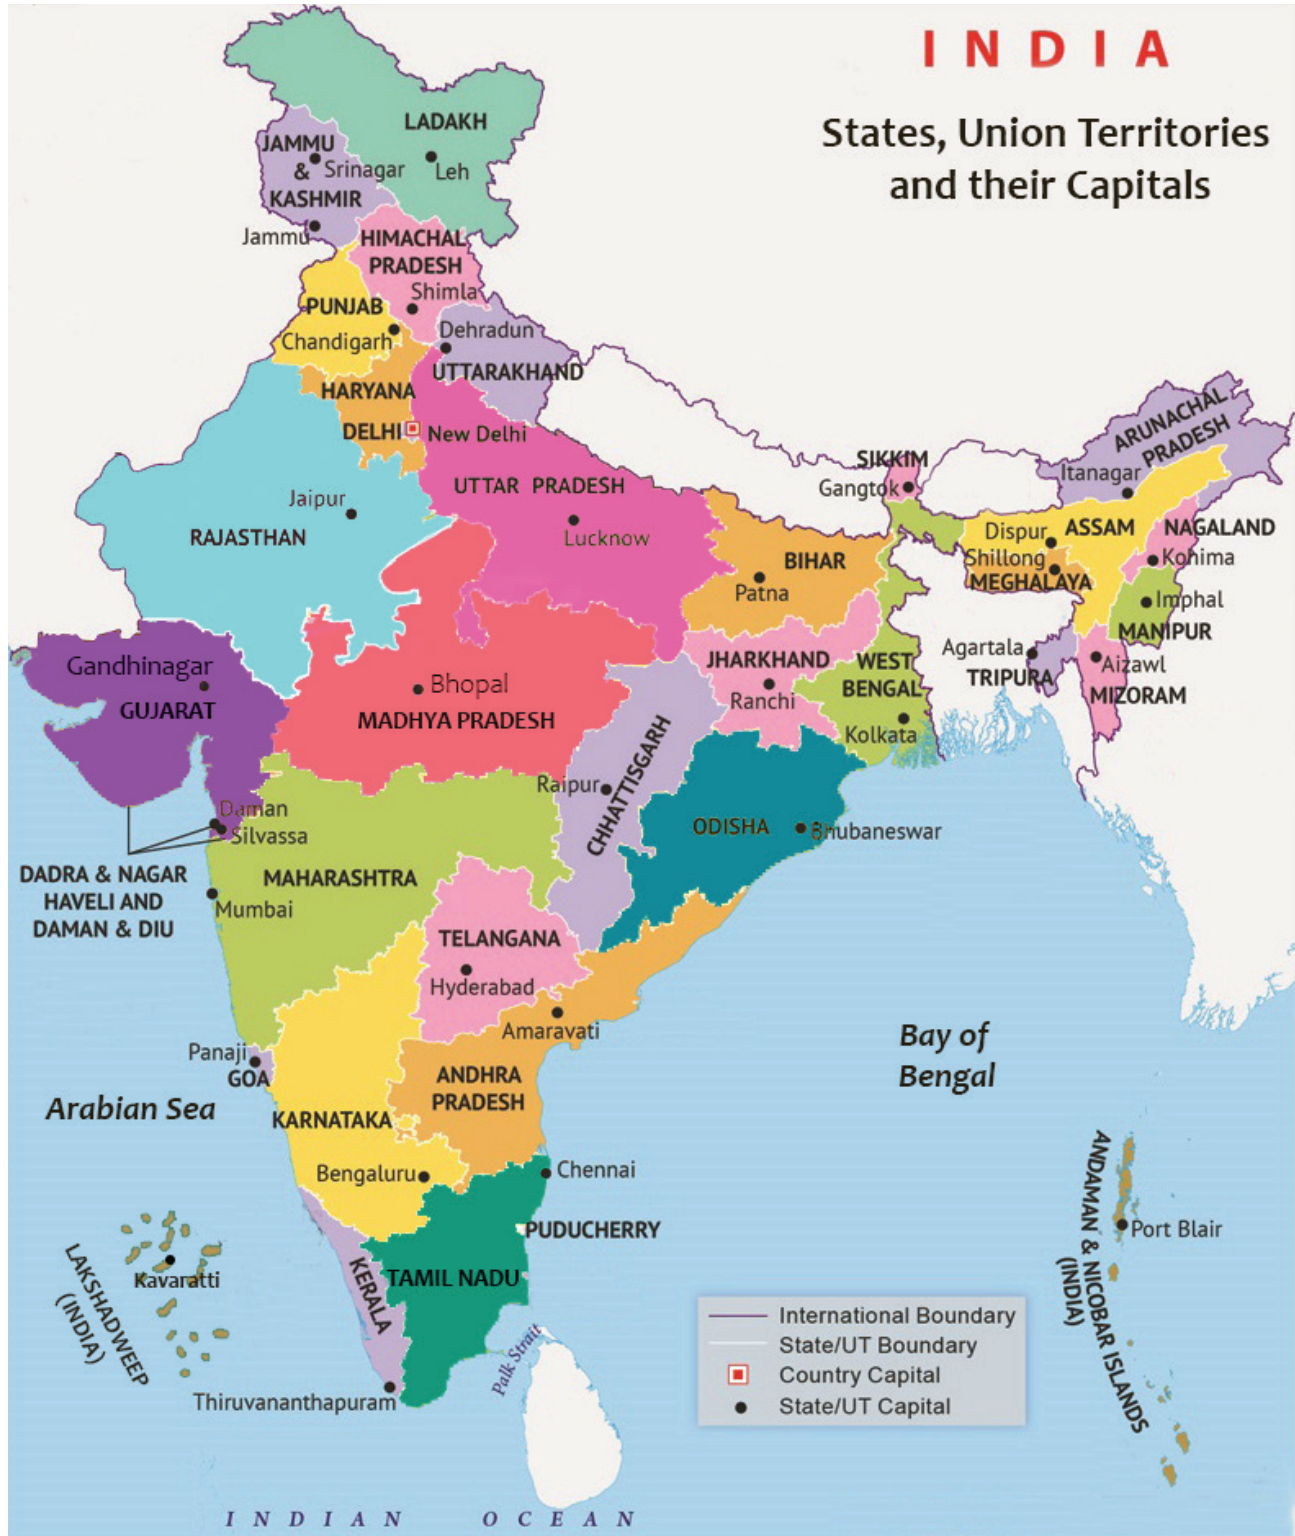 INDIA
States, Union Territories
and their Capitals
LADAKH
Leh
JAMMU
&
KASHMIR
Srinagar
Jammu
HIMACHAL
PRADESH
Shimla
PUNJAB
Chandigarh
Dehradun
UTTARAKHAND
HARYANA
DELHI
New Delhi
UTTAR PRADESH
Lucknow
Jaipur
RAJASTHAN
SIKKIM
Gangtok
ARUNACHAL
PRADESH
Itanagar
Dispur
ASSAM
NAGALAND
Kohima
Shillong
MEGHALAYA
Imphal
MANIPUR
Agartala
TRIPURA
Aizawl
MIZORAM
BIHAR
Patna
JHARKHAND
Ranchi
WEST
BENGAL
Kolkata
Gandhinagar
GUJARAT
Bhopal
MADHYA PRADESH
Raipur
CHHATTISGARH
ODISHA
Bhubaneswar
Daman
Silvassa
DADRA & NAGAR
HAVELI AND
DAMAN & DIU
MAHARASHTRA
Mumbai
TELANGANA
Hyderabad
Amaravati
ANDHRA
PRADESH
Panaji
GOA
Arabian Sea
Bay of
Bengal
KARNATAKA
Bengaluru
Chennai
PUDUCHERRY
TAMIL NADU
KERALA
Thiruvananthapuram
Kavaratti
LAKSHADWEEP
(INDIA)
Palk Strait
ANDAMAN & NICOBAR ISLANDS
(INDIA)
Port Blair
International Boundary
State/UT Boundary
Country Capital
State/UT Capital
INDIAN OCEAN